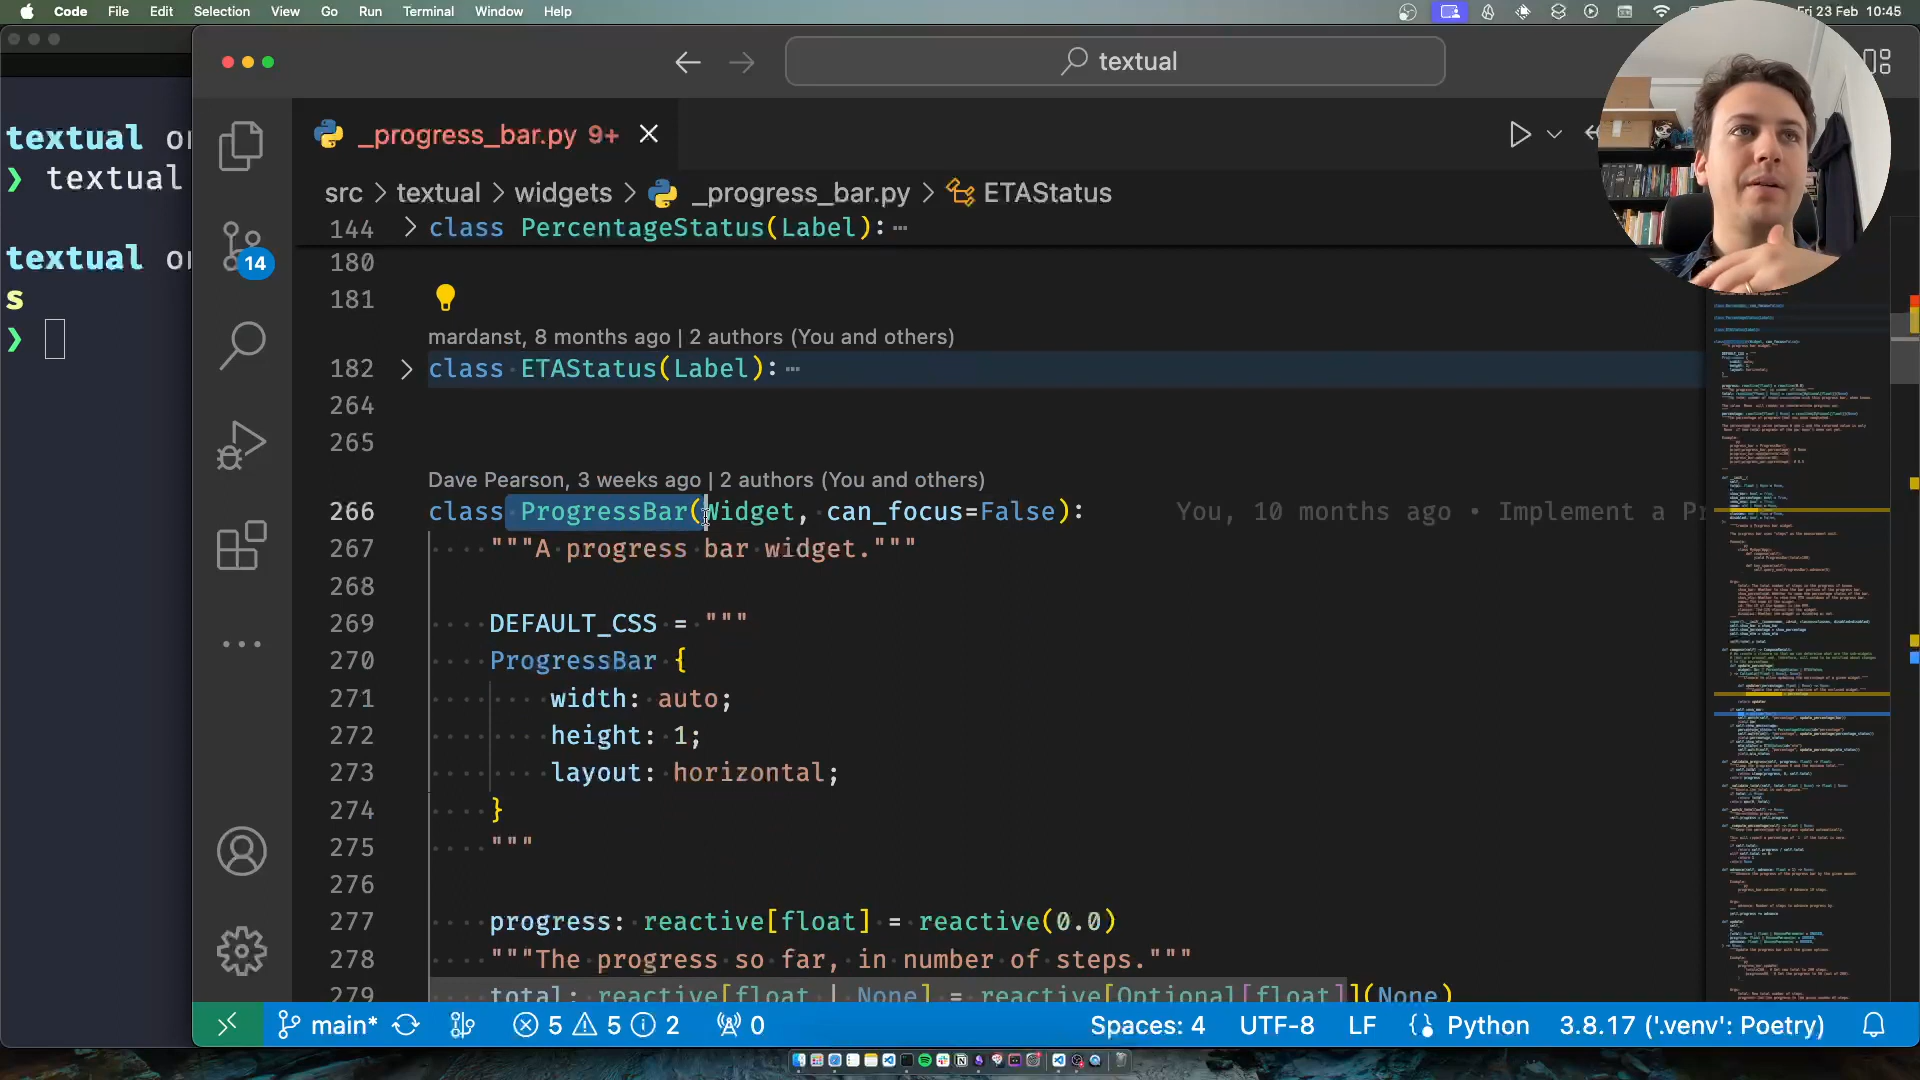 Code File Edit Selection View Go Run Terminal Window Help
Fri 23 Feb 10:45
textual
_progress_bar.py 9+
src > textual > widgets > _progress_bar.py > ETAStatus
textual
❯ textual
textual
s
❯
14
144 > class PercentageStatus(Label):⋯
180
181
mardanst, 8 months ago | 2 authors (You and others)
182 > class ETAStatus(Label):⋯
264
265
Dave Pearson, 3 weeks ago | 2 authors (You and others)
266 class ProgressBar(Widget, can_focus=False): You, 10 months ago • Implement a
267 """A progress bar widget."""
268
269 DEFAULT_CSS = """
270 ProgressBar {
271 width: auto;
272 height: 1;
273 layout: horizontal;
274 }
275 """
276
277 progress: reactive[float] = reactive(0.0)
278 """The progress so far, in number of steps."""
279 total: reactive[float | None] = reactive[Optional[float]](None)
main* 5 5 2 0 Spaces: 4 UTF-8 LF Python 3.8.17 ('.venv': Poetry)